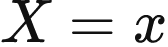 X = x